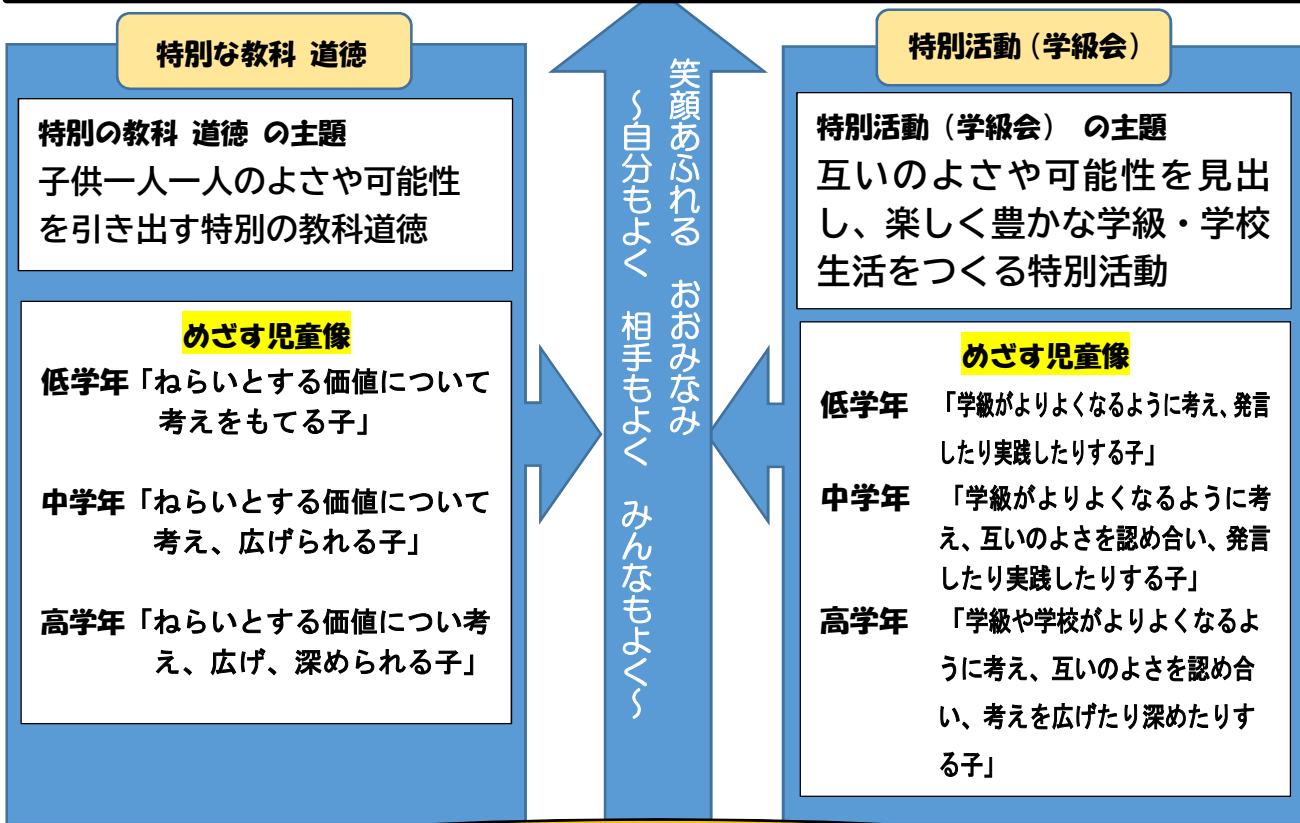 特別な教科 道徳
特別の教科 道徳 の主題
子供一人一人のよさや可能性
を引き出す特別の教科道徳
めざす児童像
低学年「ねらいとする価値について
考えをもてる子」
中学年「ねらいとする価値について
考え、広げられる子」
高学年「ねらいとする価値につい考
え、広げ、深められる子」
笑顔あふれる おおみなみ
～自分もよく 相手もよく みんなもよく～
特別活動（学級会）
特別活動（学級会） の主題
互いのよさや可能性を見出
し、楽しく豊かな学級・学校
生活をつくる特別活動
めざす児童像
低学年 「学級がよりよくなるように考え、発言
したり実践したりする子」
中学年 「学級がよりよくなるように考
え、互いのよさを認め合い、発言
したり実践したりする子」
高学年 「学級や学校がよりよくなるよ
うに考え、互いのよさを認め合
い、考えを広げたり深めたりす
る子」